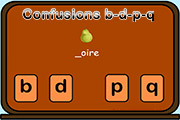 Confusions b-d-p-q
_oire
b d p q